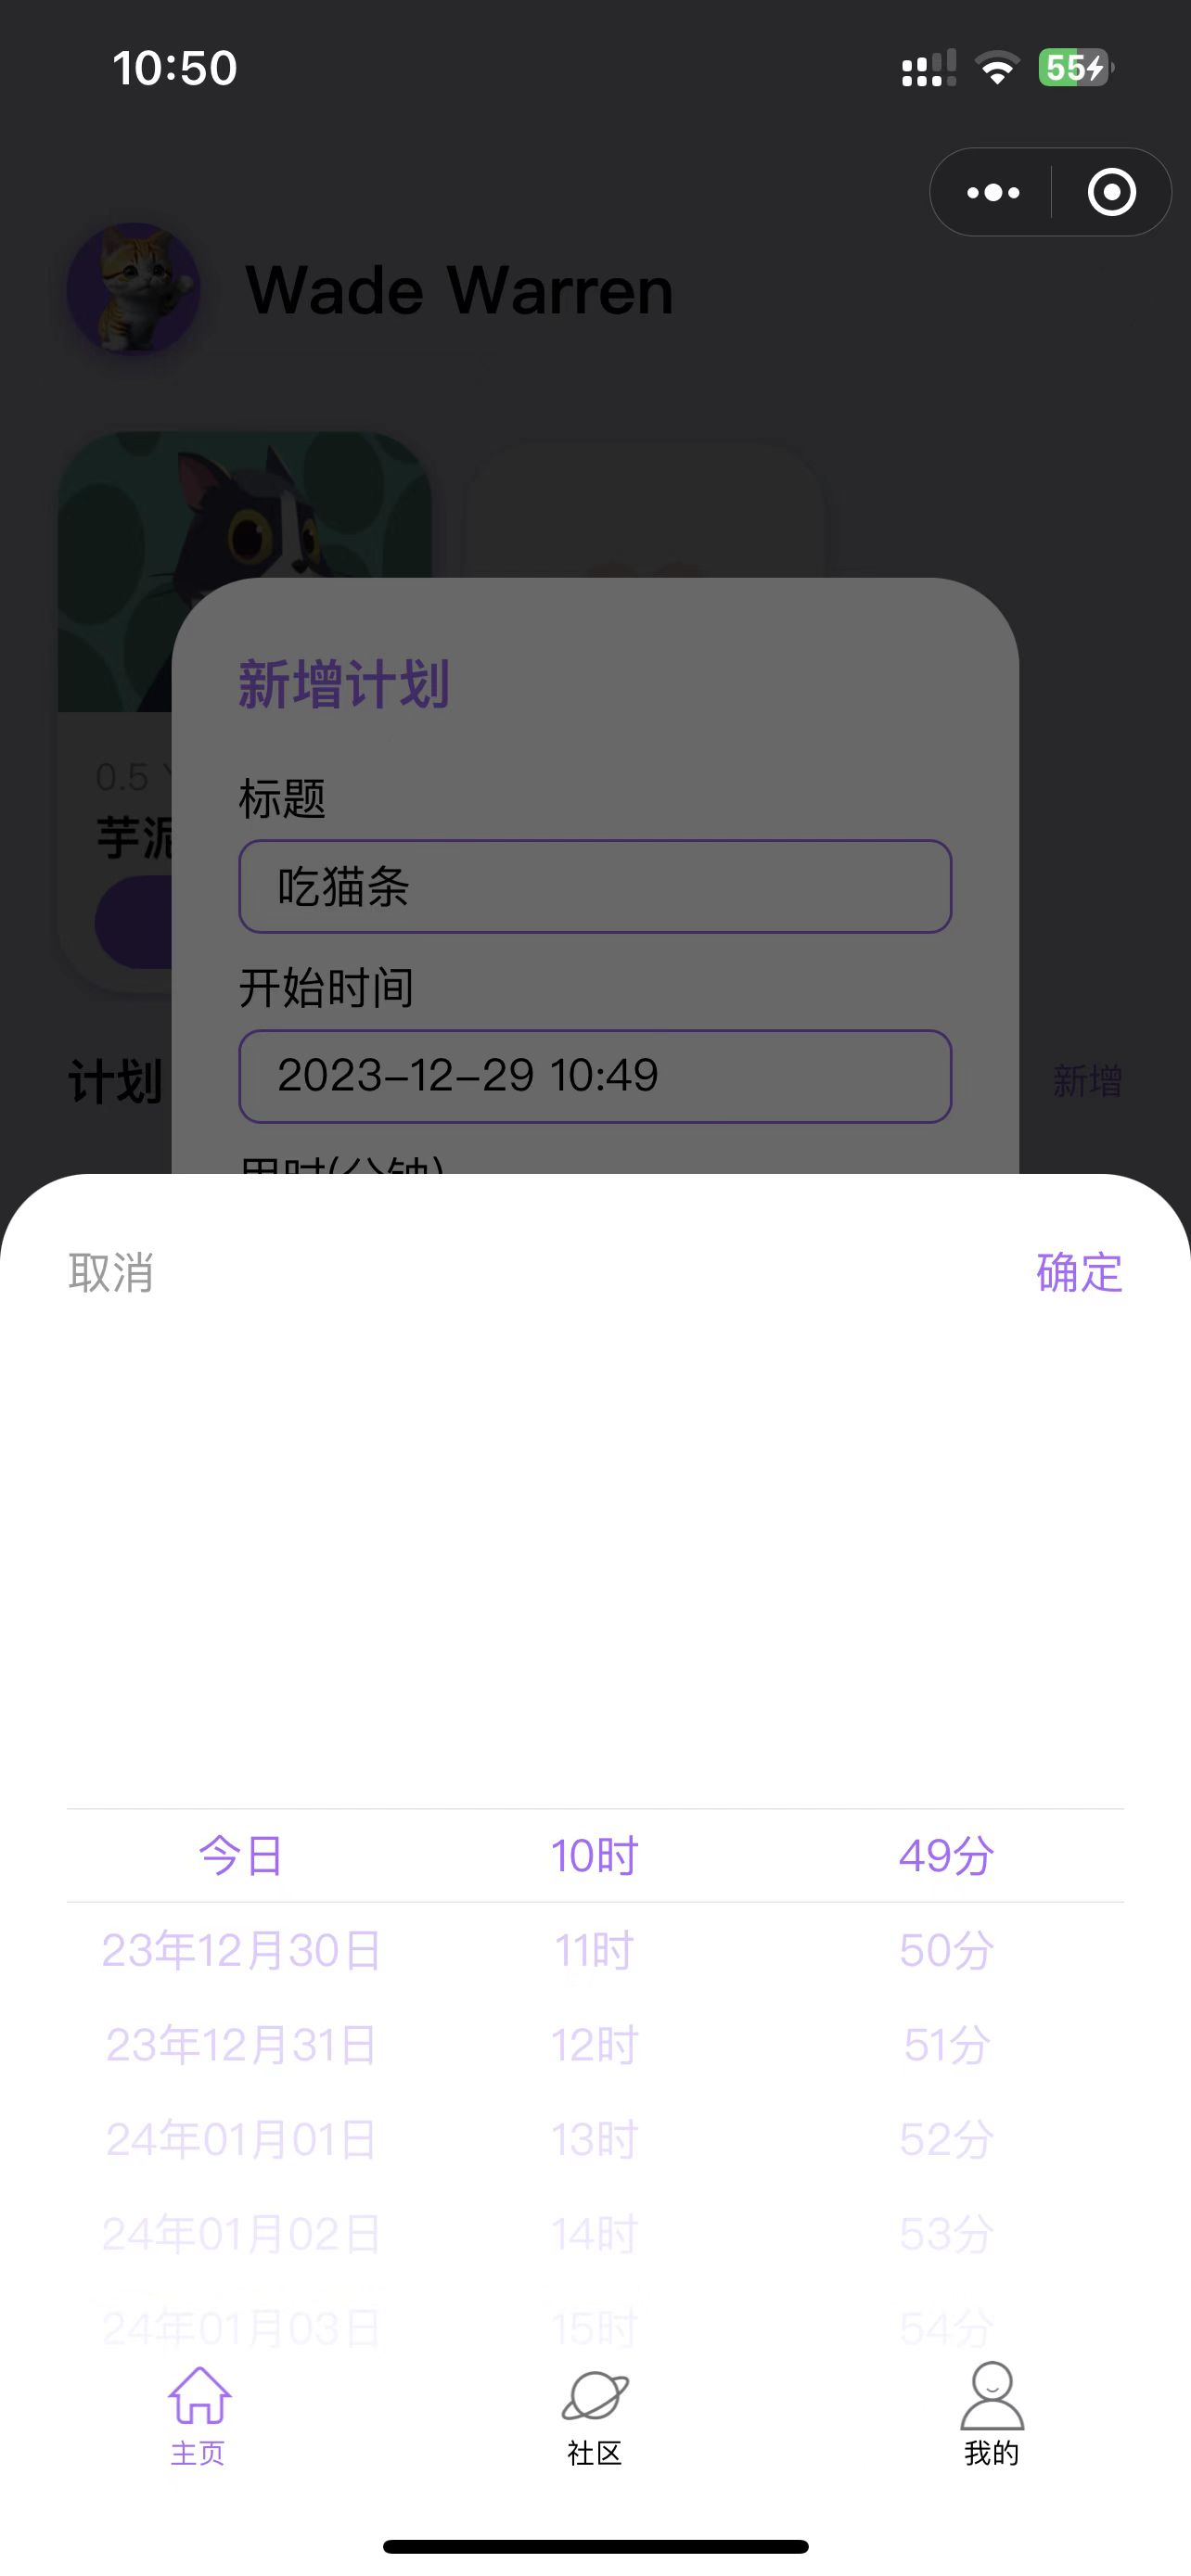 10:50
55
Wade Warren
新增计划
标题
0.5
芋泥
吃猫条
开始时间
2023-12-29 10:49
计划
新增
用时(分钟)
取消
确定
今日 10时 49分
23年12月30日 11时 50分
23年12月31日 12时 51分
24年01月01日 13时 52分
24年01月02日 14时 53分
24年01月03日 15时 54分
主页 社区 我的